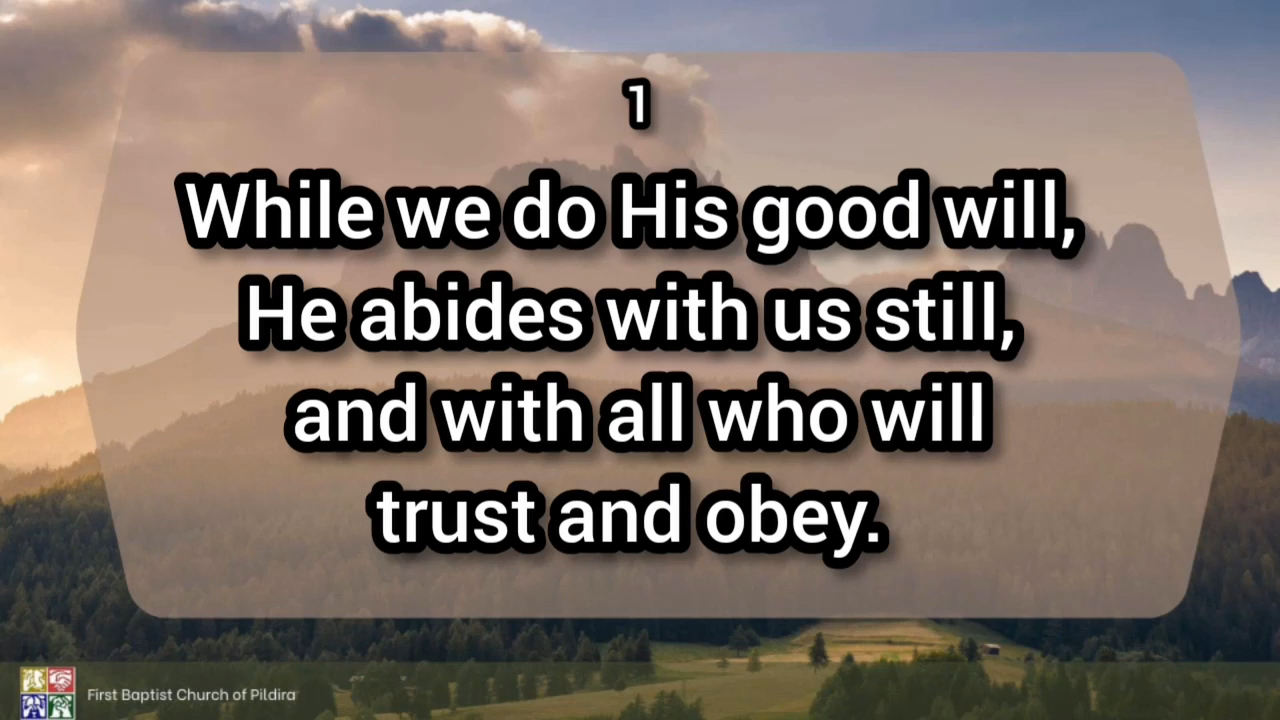 1
While we do His good will,
He abides with us still,
and with all who will
trust and obey.
First Baptist Church of Pildira